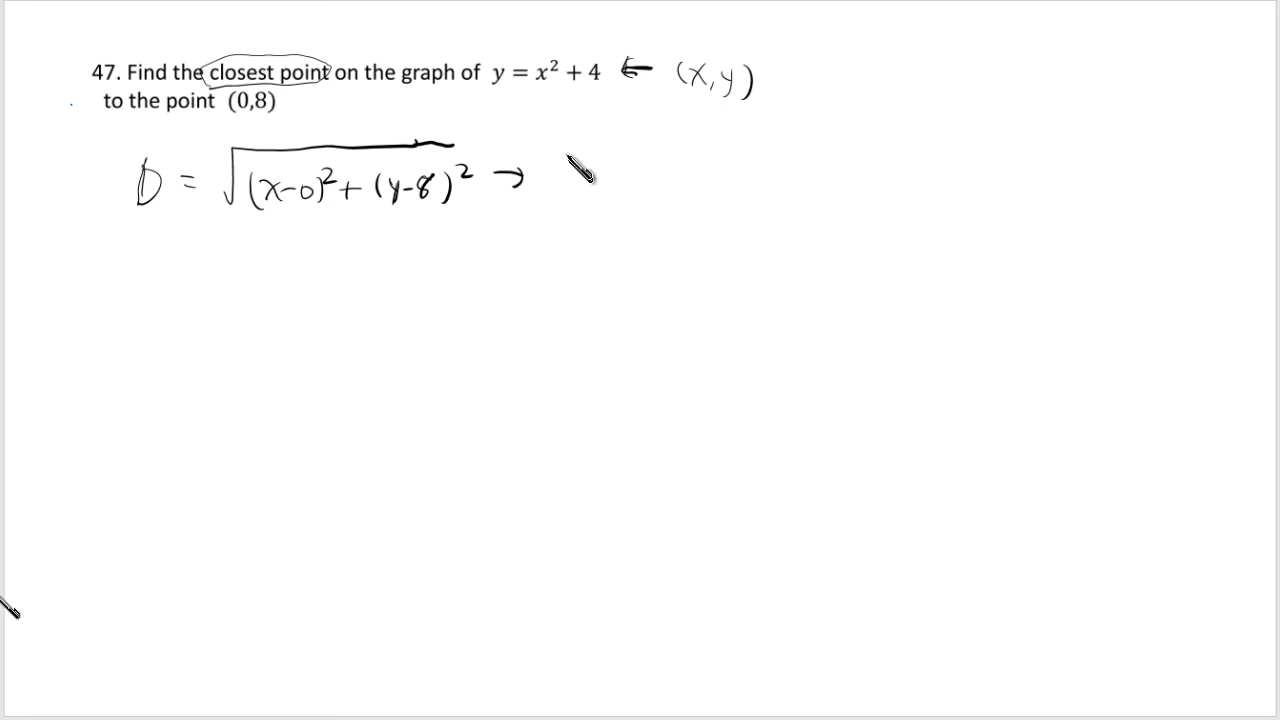 47. Find the closest point on the graph of y = x² + 4 ← (x,y)
to the point (0,8)
D = √((x-0)² + (y-8)²) →